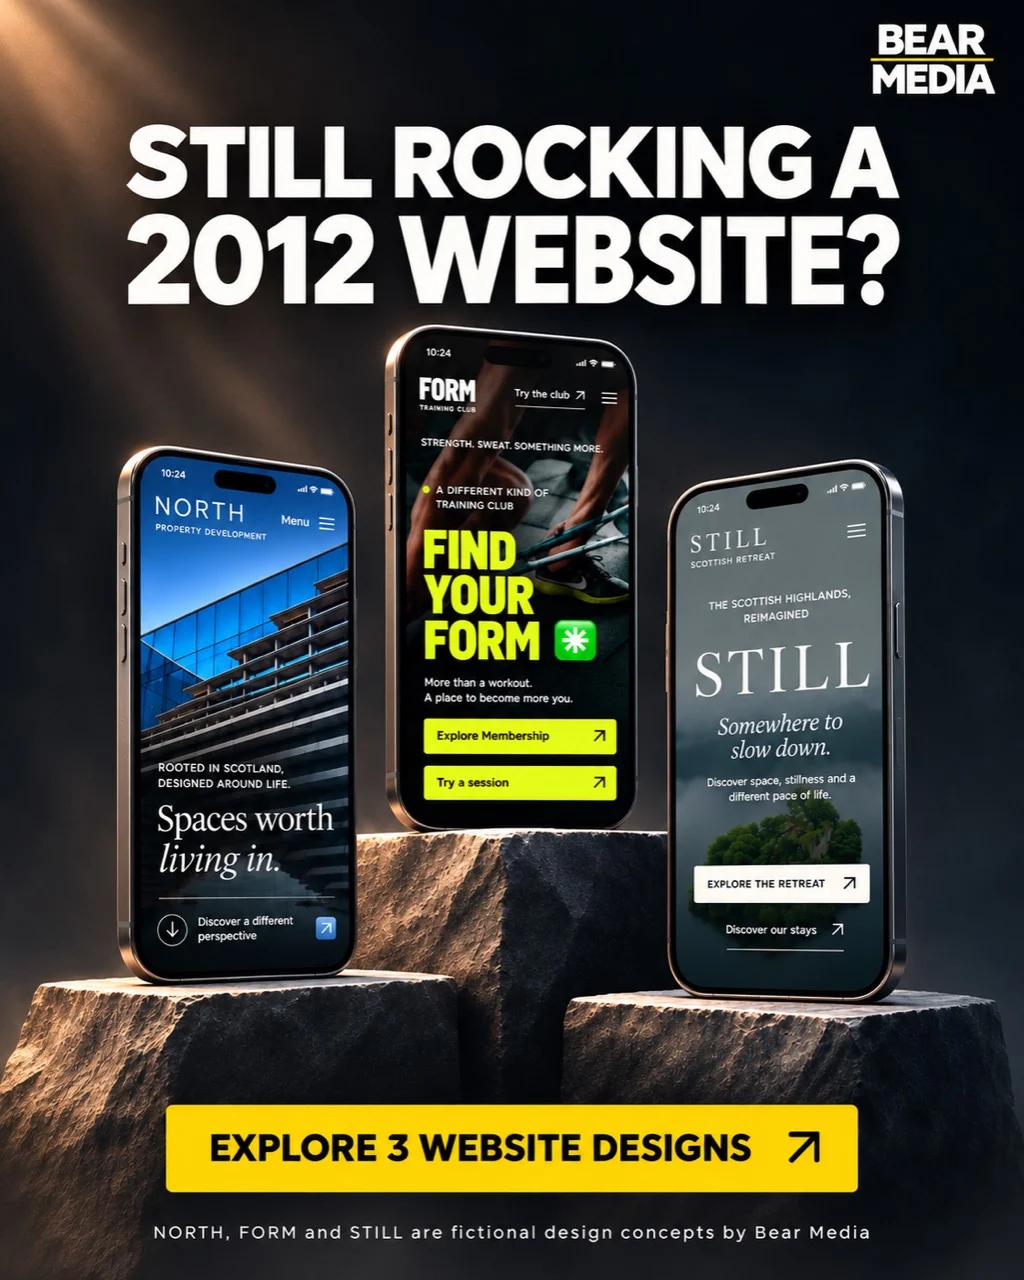 BEAR
MEDIA
STILL ROCKING A
2012 WEBSITE?
10:24
NORTH
PROPERTY DEVELOPMENT
Menu
ROOTED IN SCOTLAND,
DESIGNED AROUND LIFE.
Spaces worth
living in.
Discover a different
perspective
10:24
FORM
TRAINING CLUB
Try the club
STRENGTH. SWEAT. SOMETHING MORE.
A DIFFERENT KIND OF
TRAINING CLUB
FIND
YOUR
FORM
More than a workout.
A place to become more you.
Explore Membership
Try a session
10:24
STILL
SCOTTISH RETREAT
THE SCOTTISH HIGHLANDS,
REIMAGINED
STILL
Somewhere to
slow down.
Discover space, stillness and a
different pace of life.
EXPLORE THE RETREAT
Discover our stays
EXPLORE 3 WEBSITE DESIGNS
NORTH, FORM and STILL are fictional design concepts by Bear Media